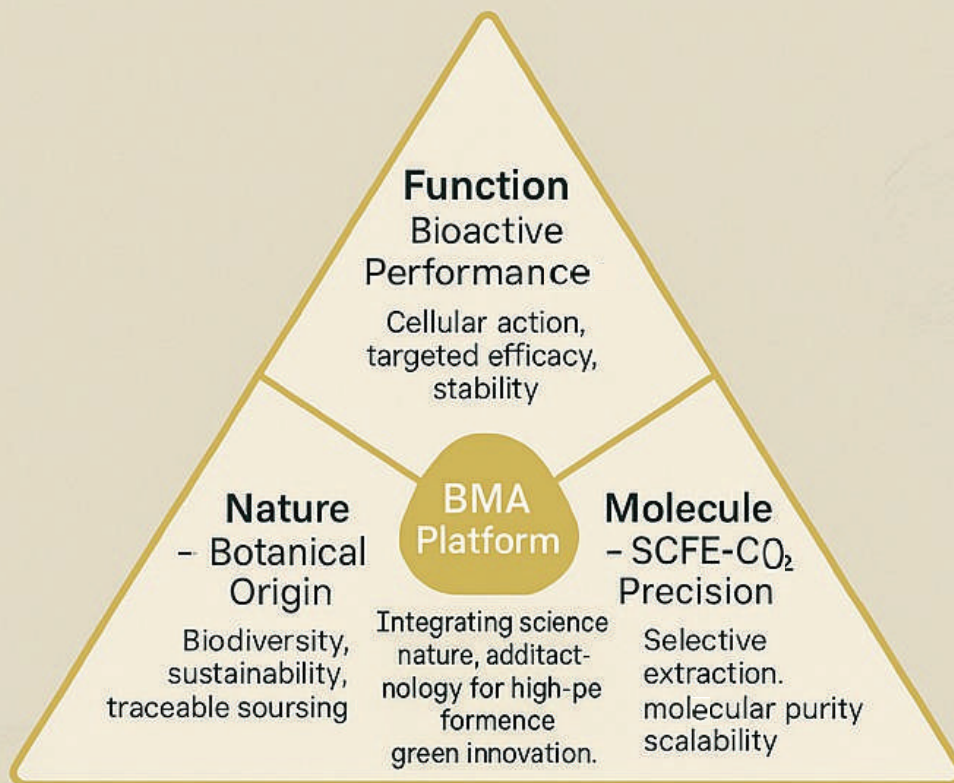 Function
Bioactive
Performance
Cellular action,
targeted efficacy,
stability
BMA
Platform
Nature
- Botanical
Origin
Biodiversity,
sustainability,
traceable soursing
Integrating science
nature, additact-
nology for high-pe
formence
green innovation.
Molecule
- SCFE-CO₂
Precision
Selective
extraction.
molecular purity
scalability